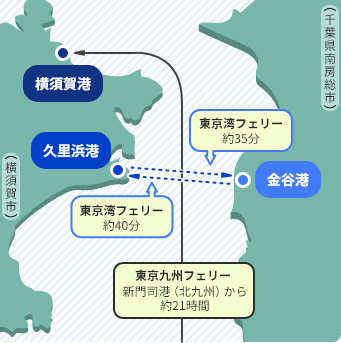 （千葉県南房総市）
横須賀港
東京湾フェリー
約35分
久里浜港
（横須賀市）
金谷港
東京湾フェリー
約40分
東京九州フェリー
新門司港（北九州）から
約21時間